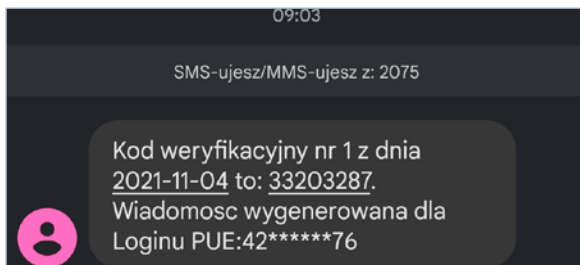 09:03
SMS-ujesz/MMS-ujesz z: 2075
Kod weryfikacyjny nr 1 z dnia
2021-11-04 to: 33203287.
Wiadomosc wygenerowana dla
Loginu PUE:42******76